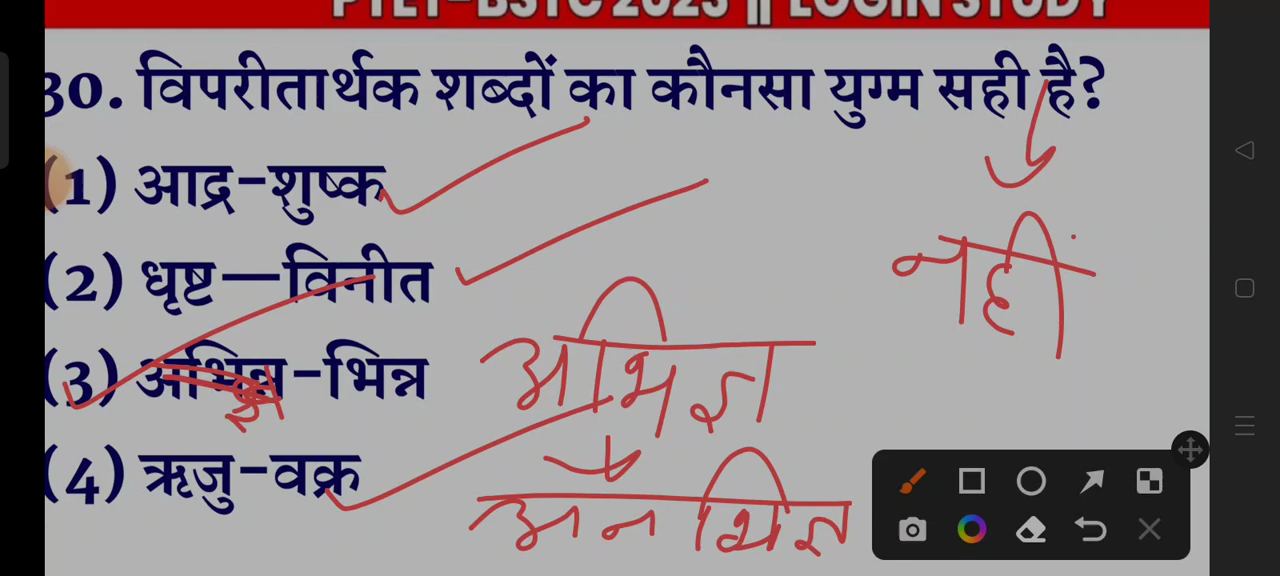 PTET-BSTC 2023 || LOGIN STUDY
30. विपरीतार्थक शब्दों का कौनसा युग्म सही है?
(1) आद्र-शुष्क
नही
(2) धृष्ट—विनीत
(3) अभिन्न-भिन्न
अभिज्ञ
(4) ऋजु-वक्र
अनभिज्ञ